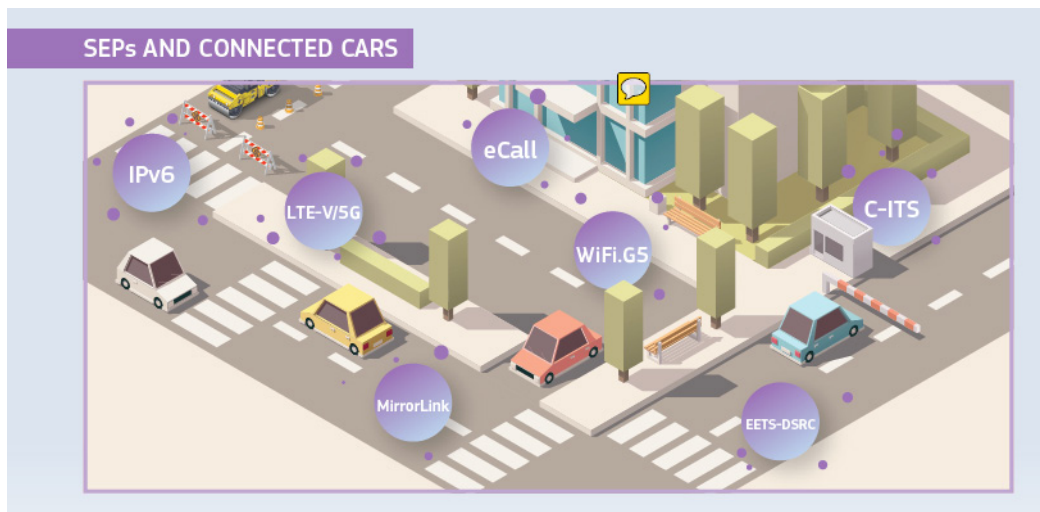 SEPs AND CONNECTED CARS
eCall
IPv6
LTE-V/5G
C-ITS
WiFi.G5
MirrorLink
EETS-DSRC